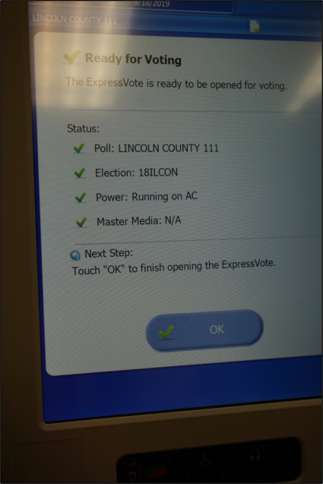 9/18/2019
LINCOLN COUNTY 111
Ready for Voting
The ExpressVote is ready to be opened for voting.
Status:
Poll: LINCOLN COUNTY 111
Election: 18ILCON
Power: Running on AC
Master Media: N/A
Next Step:
Touch "OK" to finish opening the ExpressVote.
OK